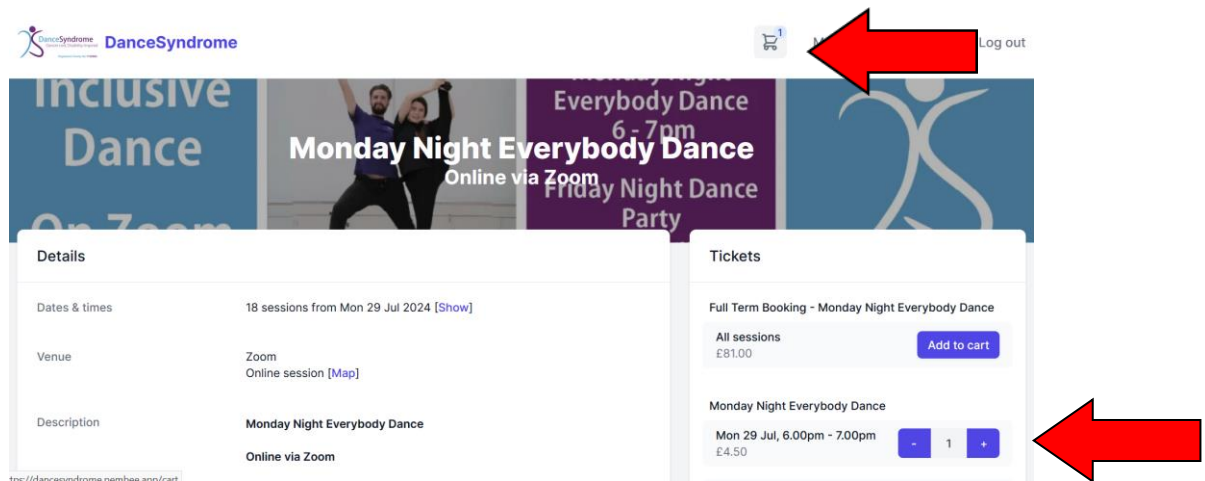 DanceSyndrome
DanceSyndrome
1
Log out
Inclusive
Dance
On Zoom
Everybody Dance
6 - 7pm
Friday Night Dance
Party
Monday Night Everybody Dance
Online via Zoom
Details
Dates & times
18 sessions from Mon 29 Jul 2024 [Show]
Venue
Zoom
Online session [Map]
Description
Monday Night Everybody Dance
Online via Zoom
Tickets
Full Term Booking - Monday Night Everybody Dance
All sessions
£81.00
Add to cart
Monday Night Everybody Dance
Mon 29 Jul, 6.00pm - 7.00pm
£4.50
- 1 +
tps://dancesyndrome.pembee.app/cart